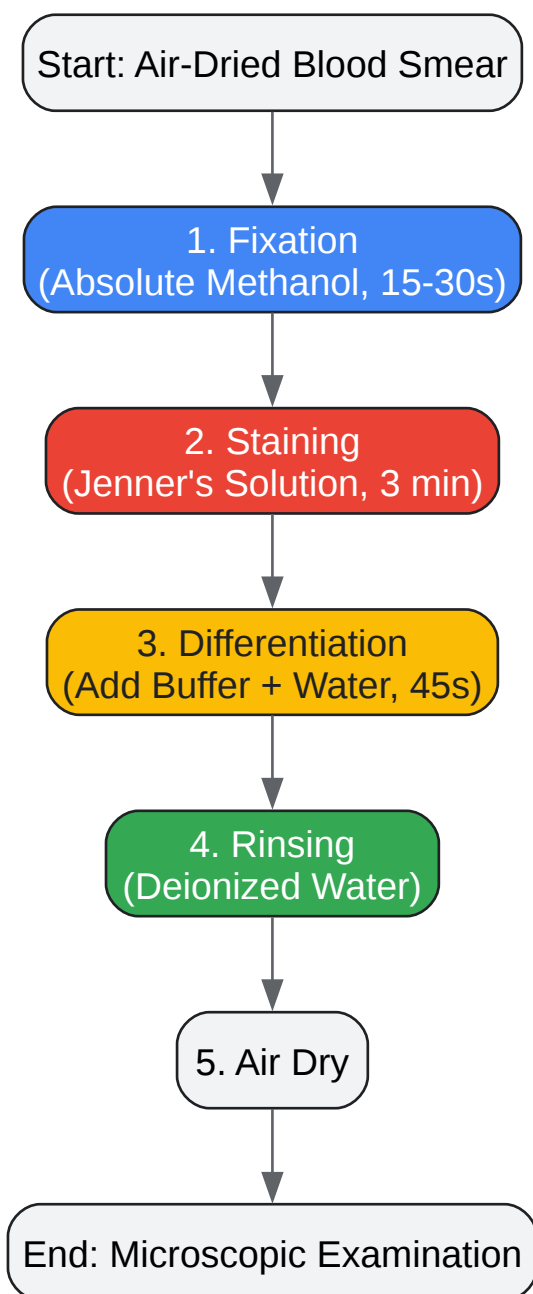 Start: Air-Dried Blood Smear
1. Fixation
(Absolute Methanol, 15-30s)
2. Staining
(Jenner's Solution, 3 min)
3. Differentiation
(Add Buffer + Water, 45s)
4. Rinsing
(Deionized Water)
5. Air Dry
End: Microscopic Examination